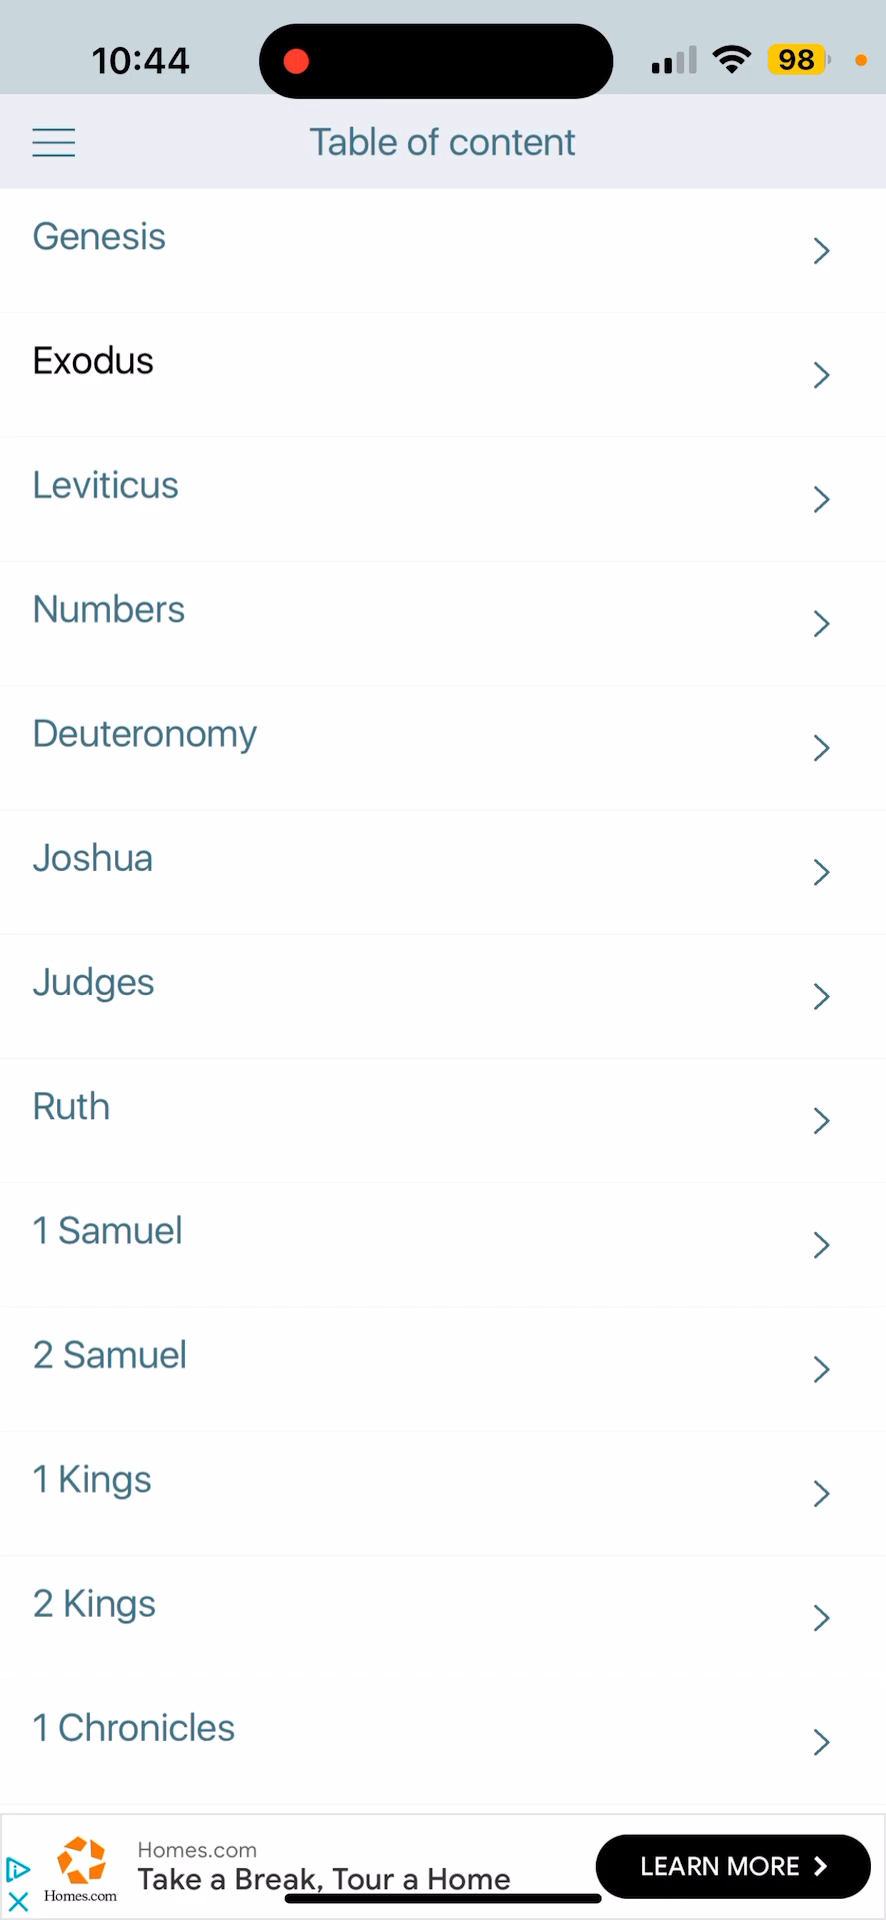 10:44
98
Table of content
Genesis
Exodus
Leviticus
Numbers
Deuteronomy
Joshua
Judges
Ruth
1 Samuel
2 Samuel
1 Kings
2 Kings
1 Chronicles
Homes.com
Take a Break, Tour a Home
Homes.com
LEARN MORE